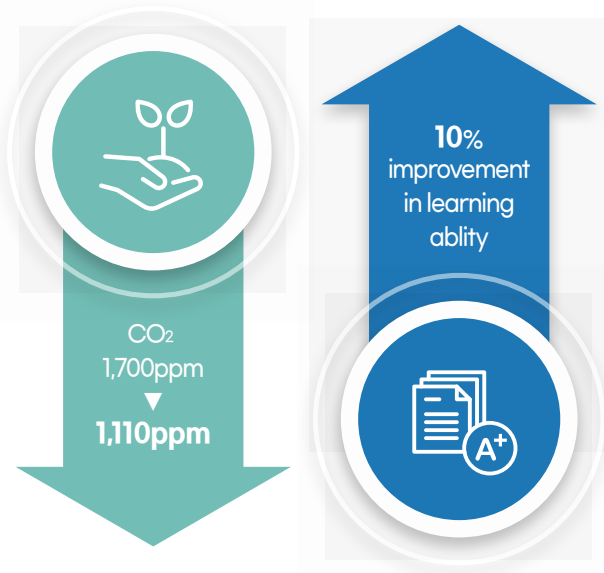 CO₂
1,700ppm
▼
1,110ppm
10%
improvement
in learning
ablity
A+